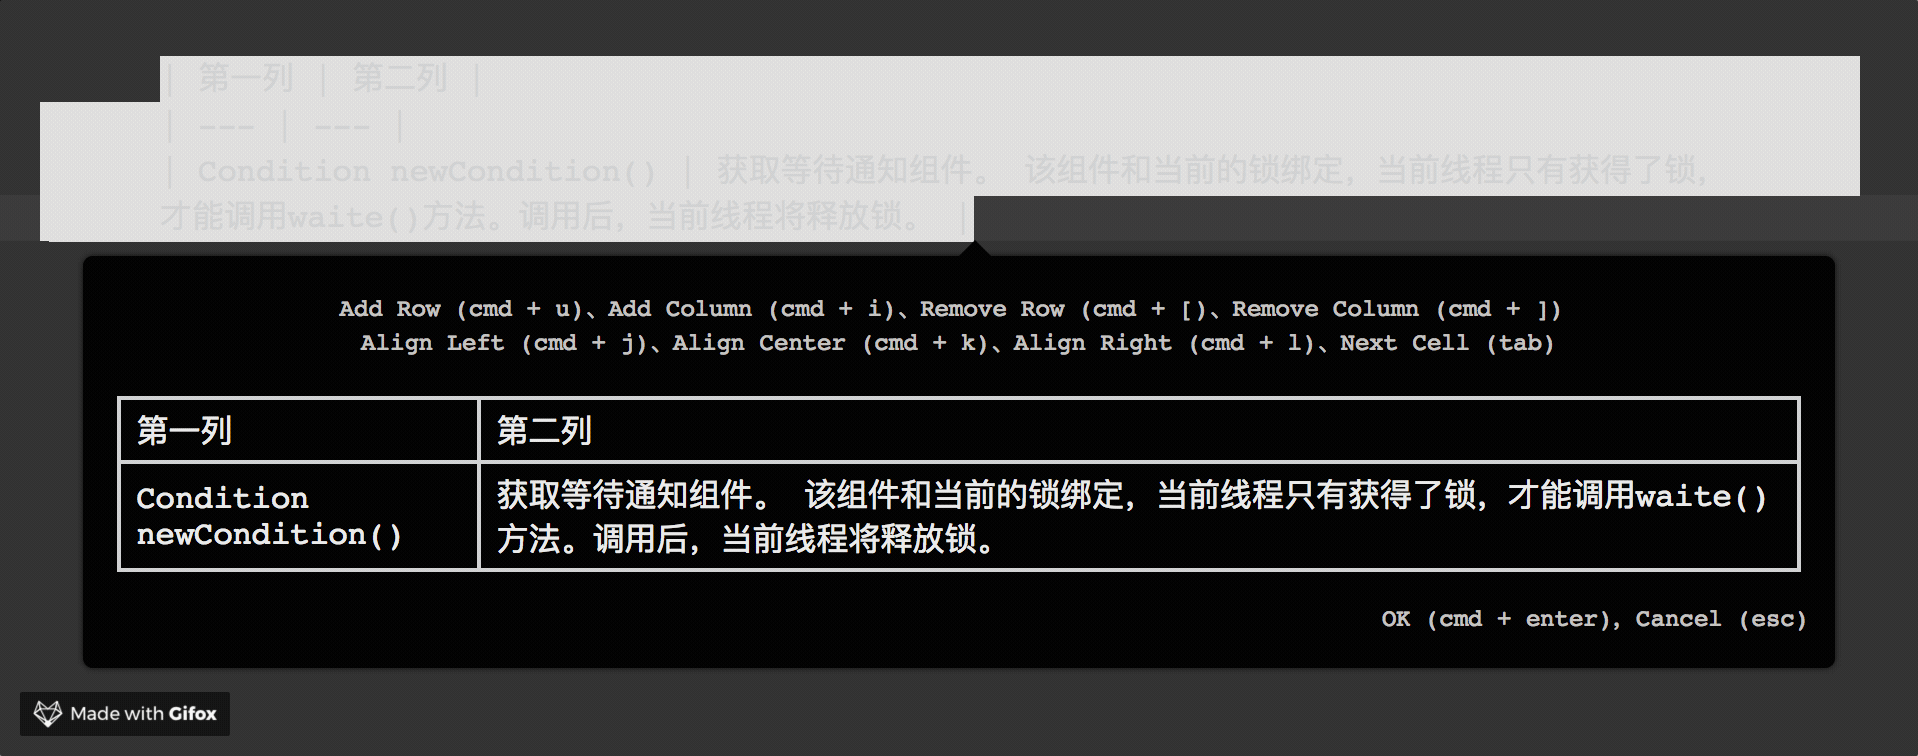 | 第一列 | 第二列 |
| --- | --- |
| Condition newCondition() | 获取等待通知组件。 该组件和当前的锁绑定，当前线程只有获得了锁，
才能调用waite()方法。调用后，当前线程将释放锁。 |
Add Row (cmd + u)、Add Column (cmd + i)、Remove Row (cmd + [)、Remove Column (cmd + ])
Align Left (cmd + j)、Align Center (cmd + k)、Align Right (cmd + l)、Next Cell (tab)
第一列 第二列
Condition 获取等待通知组件。 该组件和当前的锁绑定，当前线程只有获得了锁，才能调用waite()
newCondition() 方法。调用后，当前线程将释放锁。
OK (cmd + enter), Cancel (esc)
Made with Gifox